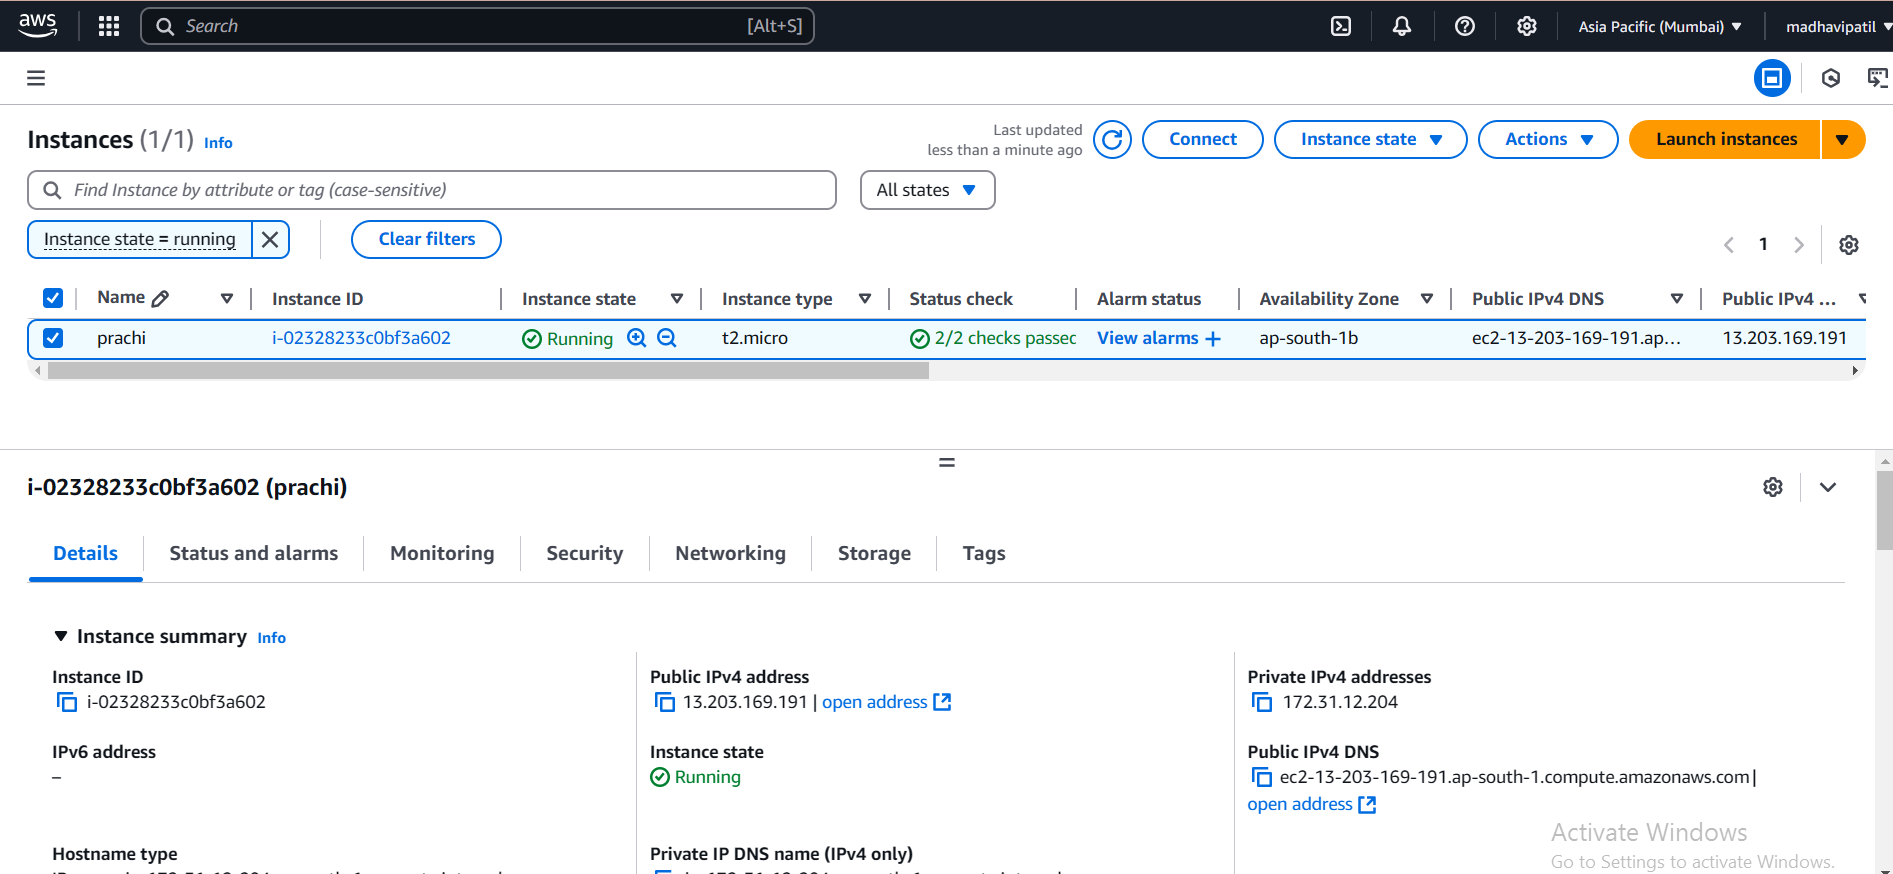 aws Search [Alt+S] Asia Pacific (Mumbai) madhavipatil
Instances (1/1) Info
Last updated
less than a minute ago
Connect Instance state Actions Launch instances
Find Instance by attribute or tag (case-sensitive) All states
Instance state = running Clear filters
1
Name Instance ID Instance state Instance type Status check Alarm status Availability Zone Public IPv4 DNS Public IPv4 ...
prachi i-02328233c0bf3a602 Running t2.micro 2/2 checks passed View alarms + ap-south-1b ec2-13-203-169-191.ap... 13.203.169.191
i-02328233c0bf3a602 (prachi)
Details Status and alarms Monitoring Security Networking Storage Tags
Instance summary Info
Instance ID Public IPv4 address Private IPv4 addresses
i-02328233c0bf3a602 13.203.169.191 | open address 172.31.12.204
IPv6 address Instance state Public IPv4 DNS
– Running ec2-13-203-169-191.ap-south-1.compute.amazonaws.com |
open address
Activate Windows
Hostname type Private IP DNS name (IPv4 only)
Go to Settings to activate Windows.